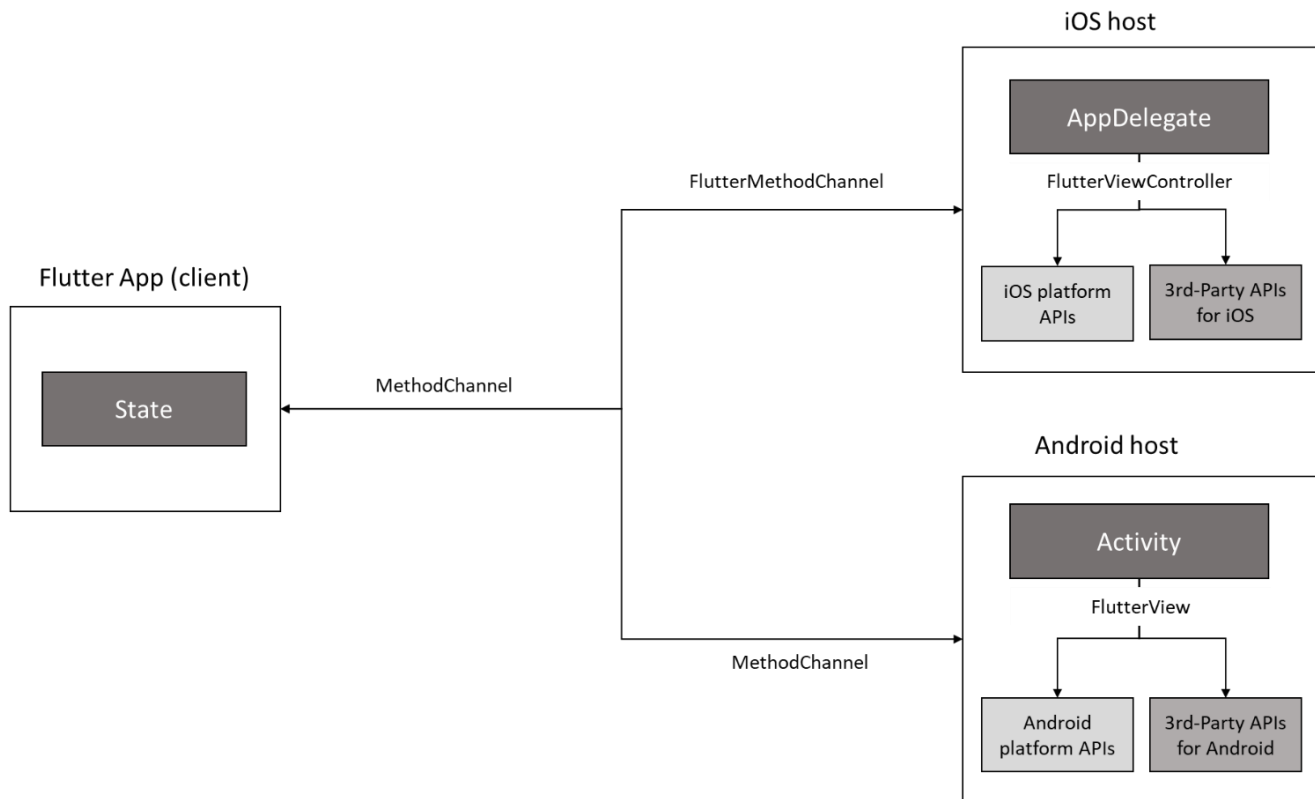 iOS host
AppDelegate
FlutterMethodChannel
FlutterViewController
Flutter App (client)
iOS platform
APIs
3rd-Party APIs
for iOS
State
MethodChannel
Android host
Activity
FlutterView
MethodChannel
Android
platform APIs
3rd-Party APIs
for Android